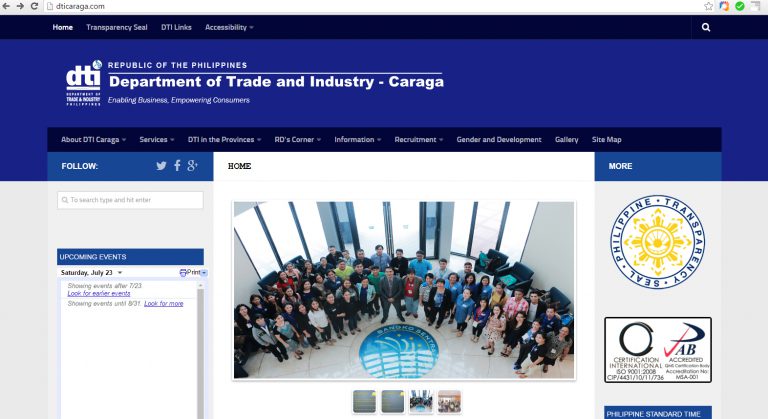 dticaraga.com
Home Transparency Seal DTI Links Accessibility
dti
DEPARTMENT OF
TRADE & INDUSTRY
PHILIPPINES
REPUBLIC OF THE PHILIPPINES
Department of Trade and Industry - Caraga
Enabling Business, Empowering Consumers
About DTI Caraga Services DTI in the Provinces RD's Corner Information Recruitment Gender and Development Gallery Site Map
FOLLOW:
To search type and hit enter
UPCOMING EVENTS
Saturday, July 23 Print
Showing events after 7/23
Look for earlier events
Showing events until 8/31. Look for more
HOME
BANGKO SENTRAL
MORE
PHILIPPINE • TRANSPARENCY SEAL •
CERTIFICATION
INTERNATIONAL
ISO 9001:2008
CIP/4431/10/11/736
PAB
ACCREDITED
QMS Certification Body
Accreditation No:
MSA-001
PHILIPPINE STANDARD TIME